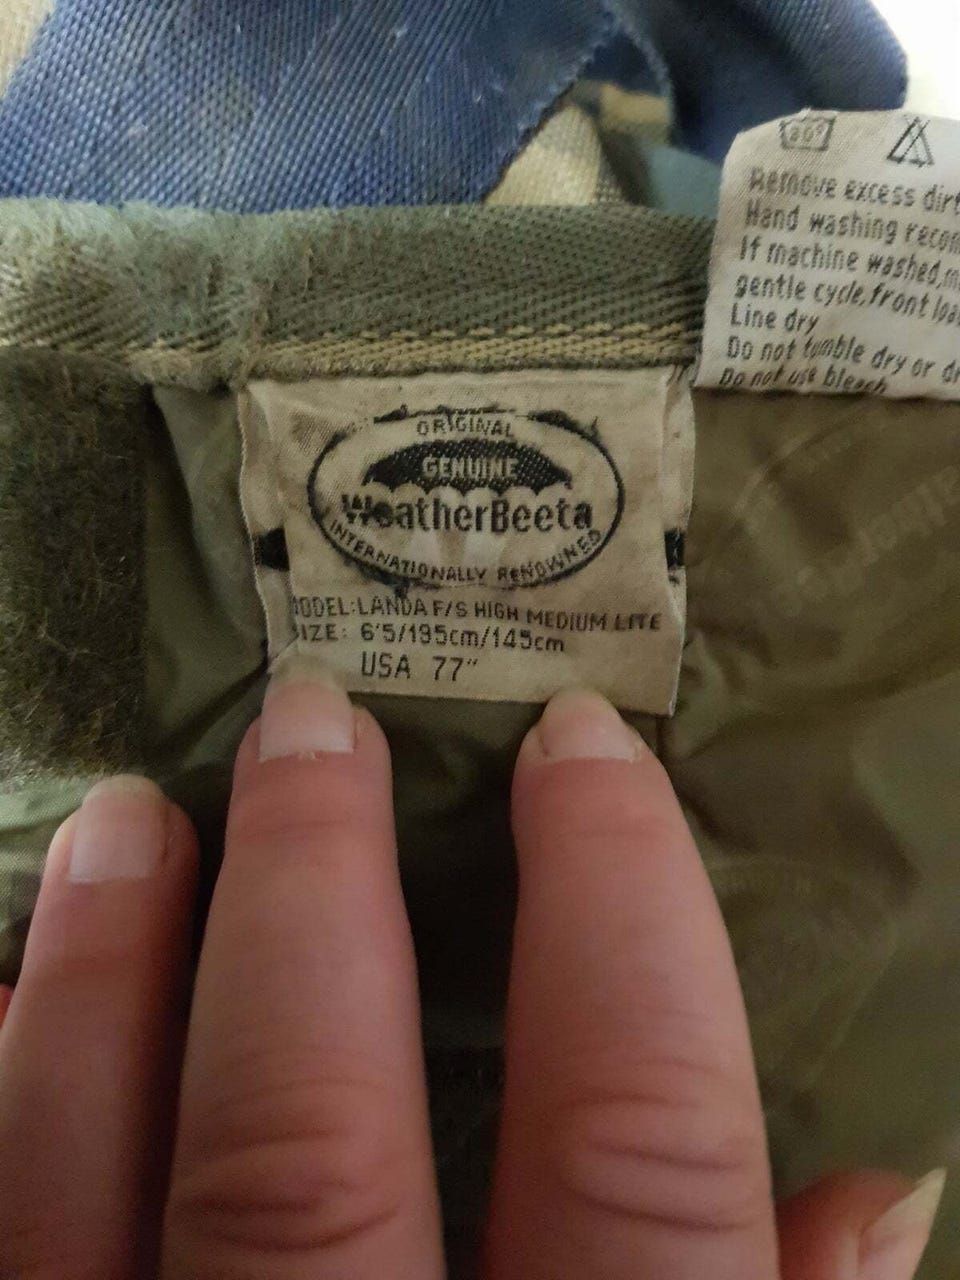 ORIGINAL
GENUINE
WeatherBeeta
INTERNATIONALLY RENOWNED
MODEL:LANDA F/S HIGH MEDIUM LITE
SIZE: 6'5/195cm/145cm
USA 77"
Remove excess dirt
Hand washing
If machine washed,
gentle cycle,front
Line dry
Do not tumble dry or
Do not use bleach